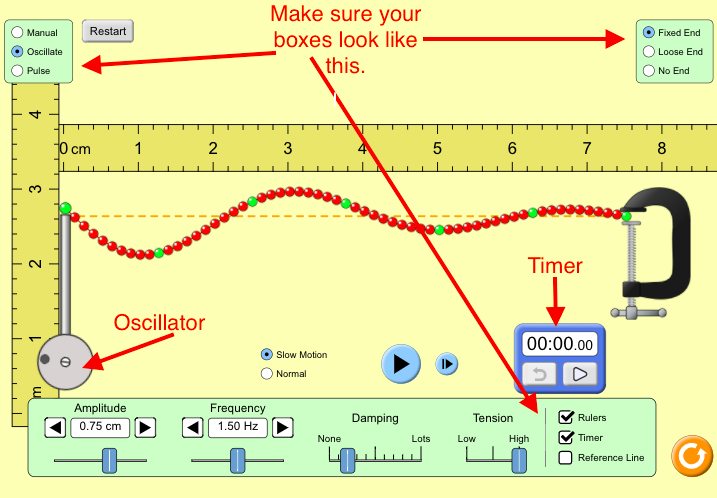 Make sure your
boxes look like
this.
Manual
Oscillate
Pulse
Restart
Fixed End
Loose End
No End
4
3
2
1
0 cm 1 2 3 4 5 6 7 8
Timer
Oscillator
00:00.00
Slow Motion
Normal
m
Amplitude
0.75 cm
Frequency
1.50 Hz
Damping
None Lots
Tension
Low High
Rulers
Timer
Reference Line